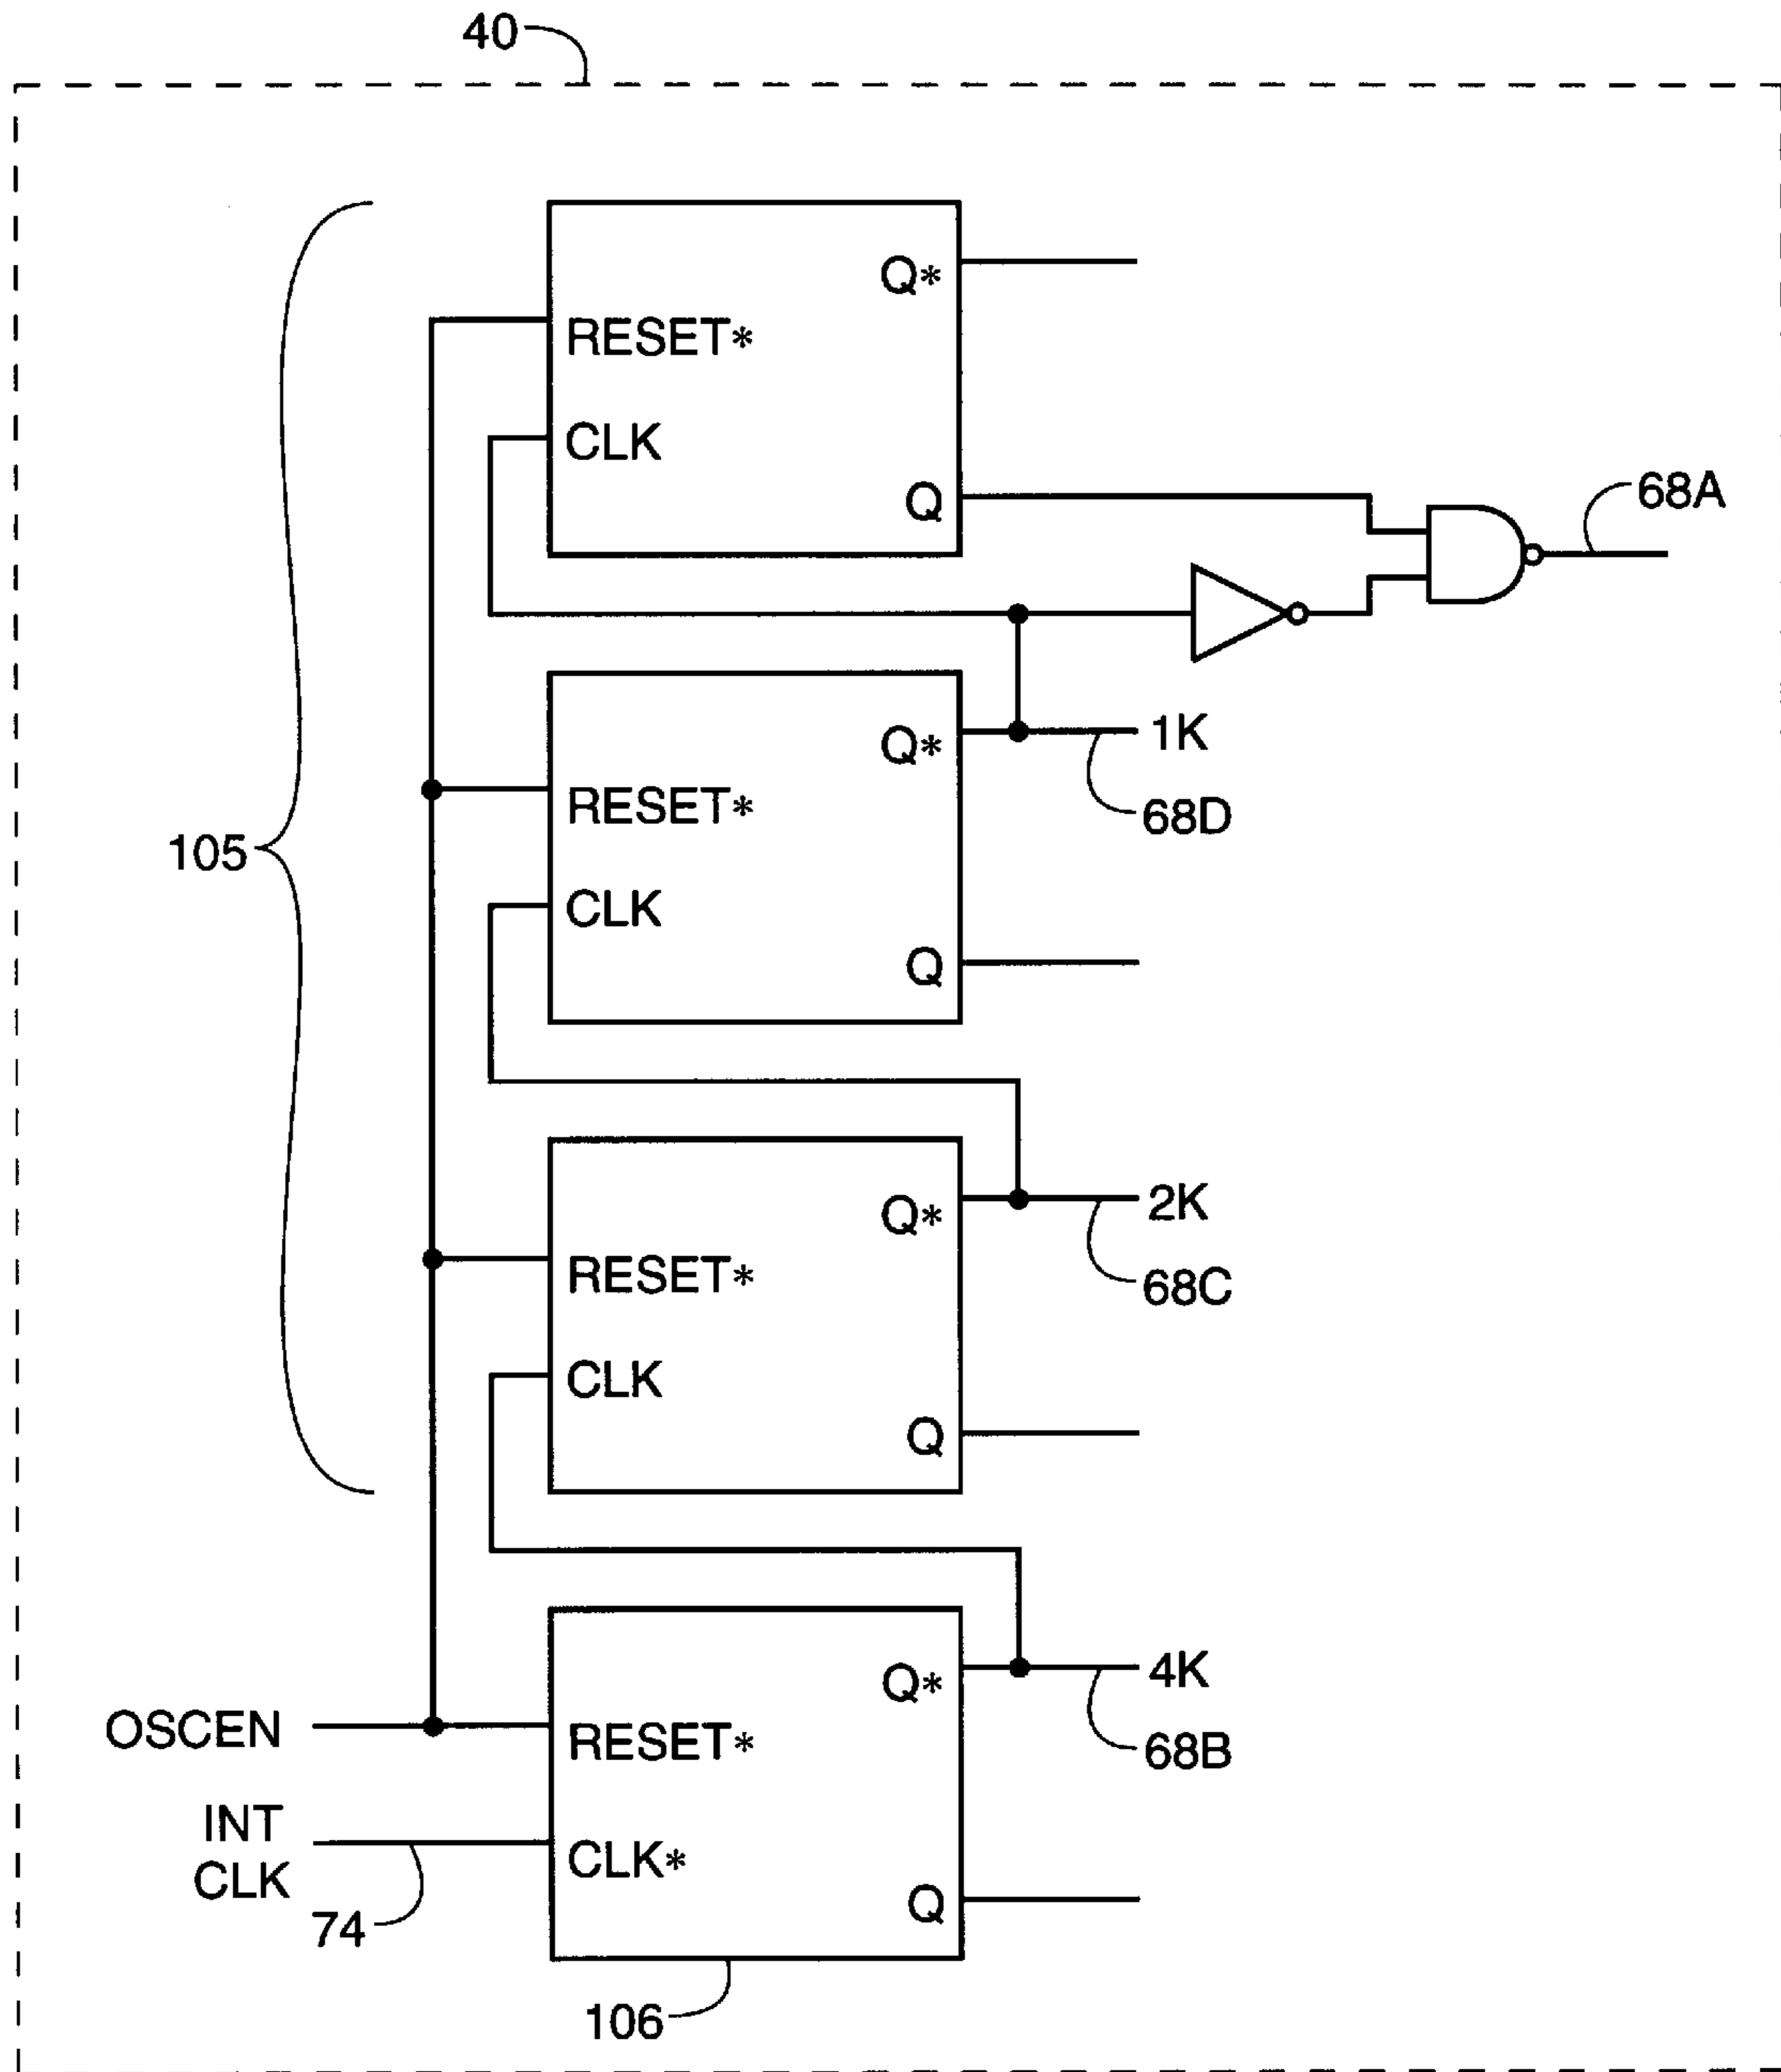 40
Q*
RESET*
CLK
Q
68A
Q*
1K
RESET*
68D
105
CLK
Q
Q*
2K
RESET*
68C
CLK
Q
Q*
4K
OSCEN
RESET*
68B
INT
CLK
CLK*
74
Q
106